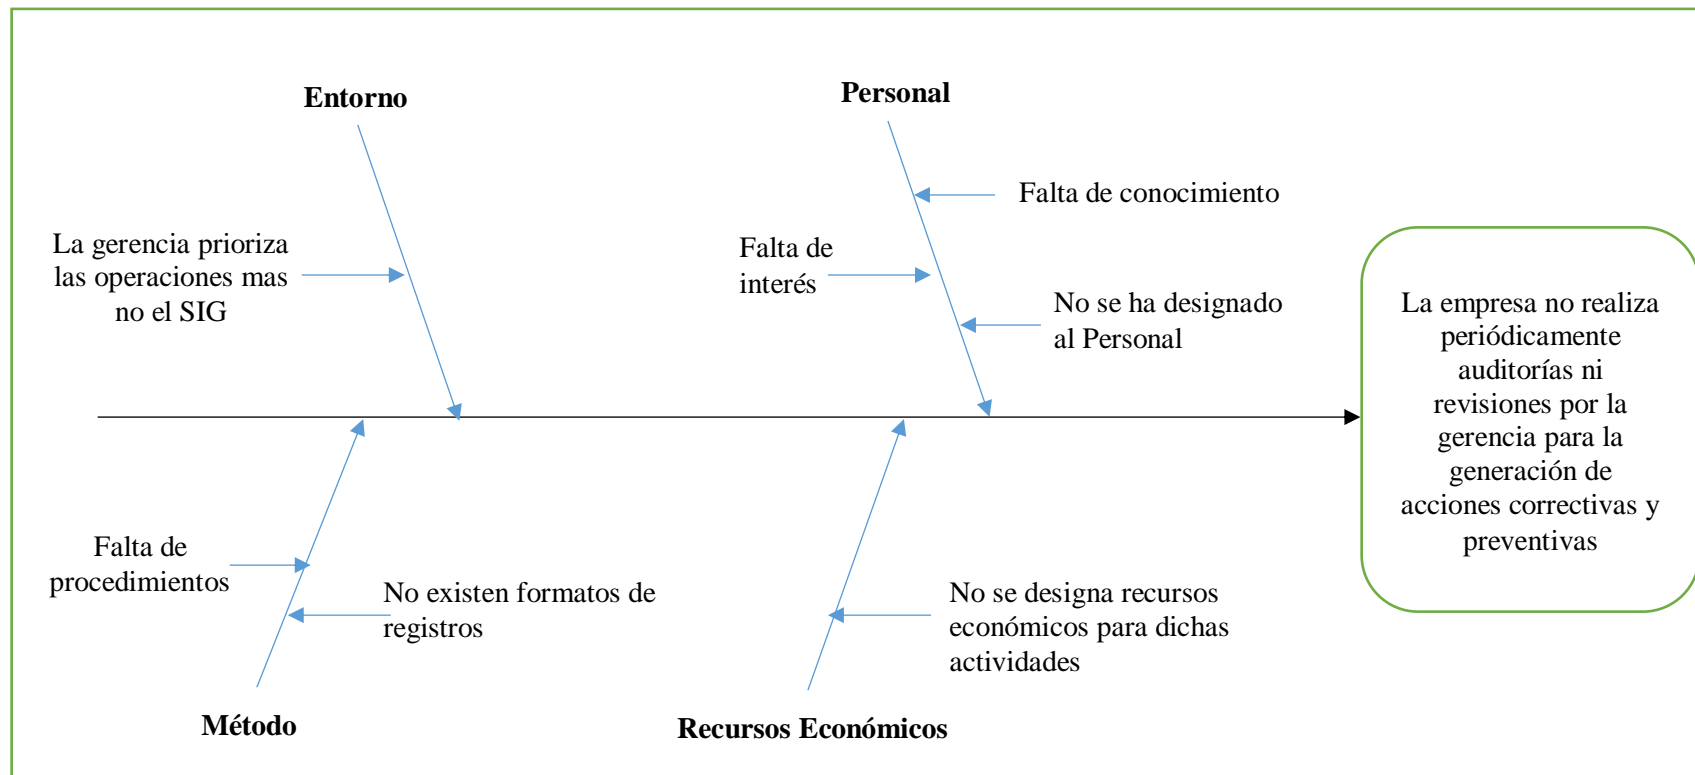 Entorno
Personal
Falta de conocimiento
La gerencia prioriza
las operaciones mas
no el SIG
Falta de
interés
No se ha designado
al Personal
La empresa no realiza
periódicamente
auditorías ni
revisiones por la
gerencia para la
generación de
acciones correctivas y
preventivas
Falta de
procedimientos
No existen formatos de
registros
No se designa recursos
económicos para dichas
actividades
Método
Recursos Económicos